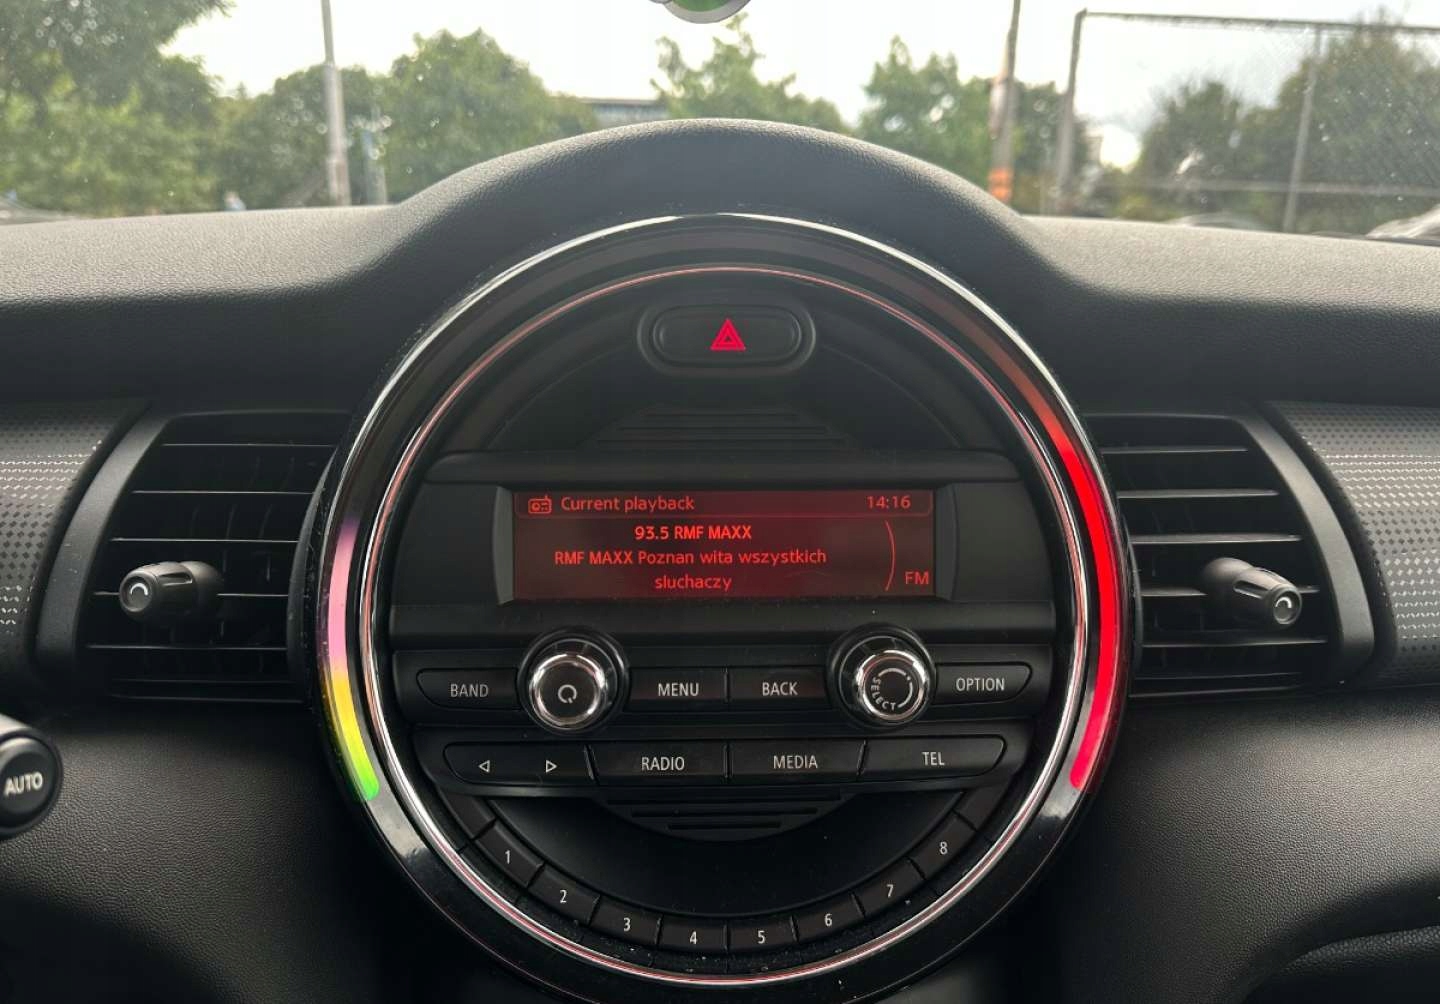 Current playback 14:16
93.5 RMF MAXX
RMF MAXX Poznan wita wszystkich
sluchaczy
FM
BAND MENU BACK SELECT OPTION
RADIO MEDIA TEL
AUTO
1 2 3 4 5 6 7 8